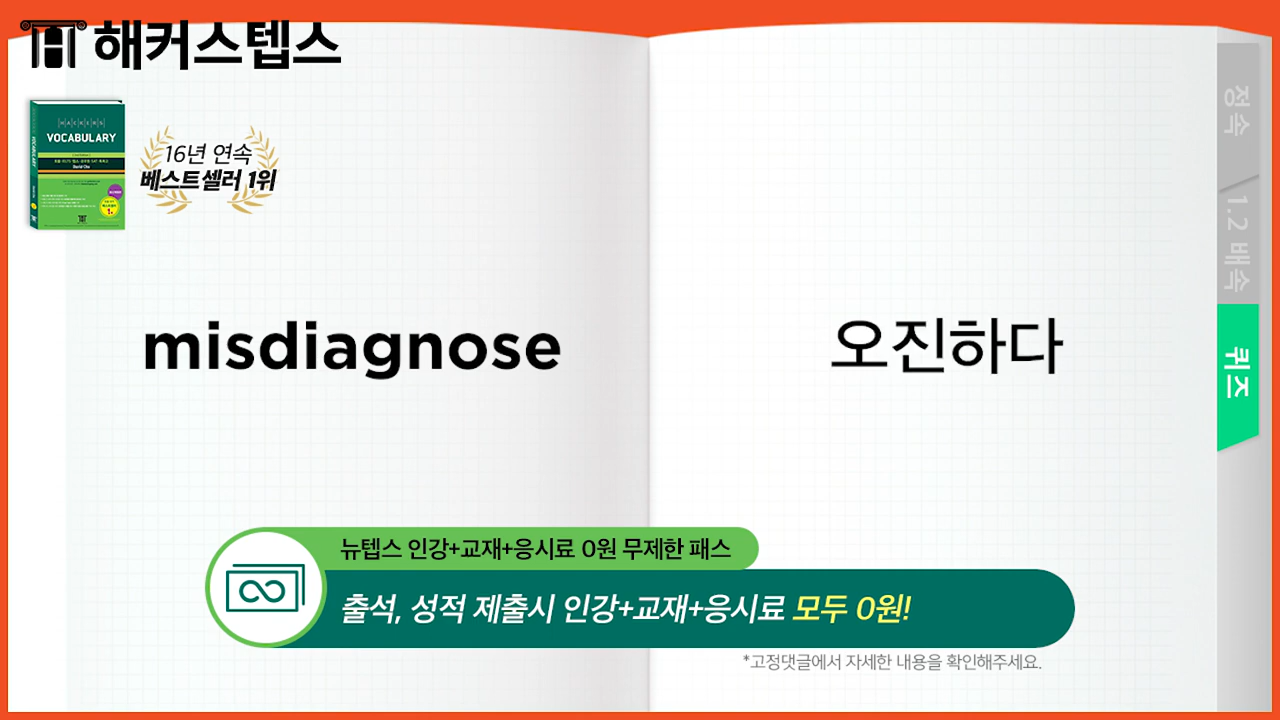 해커스텝스
HACKERS
VOCABULARY
16년 연속
베스트셀러 1위
정속
1.2 배속
퀴즈
misdiagnose
오진하다
뉴텝스 인강+교재+응시료 0원 무제한 패스
출석, 성적 제출시 인강+교재+응시료 모두 0원!
*고정댓글에서 자세한 내용을 확인해주세요.